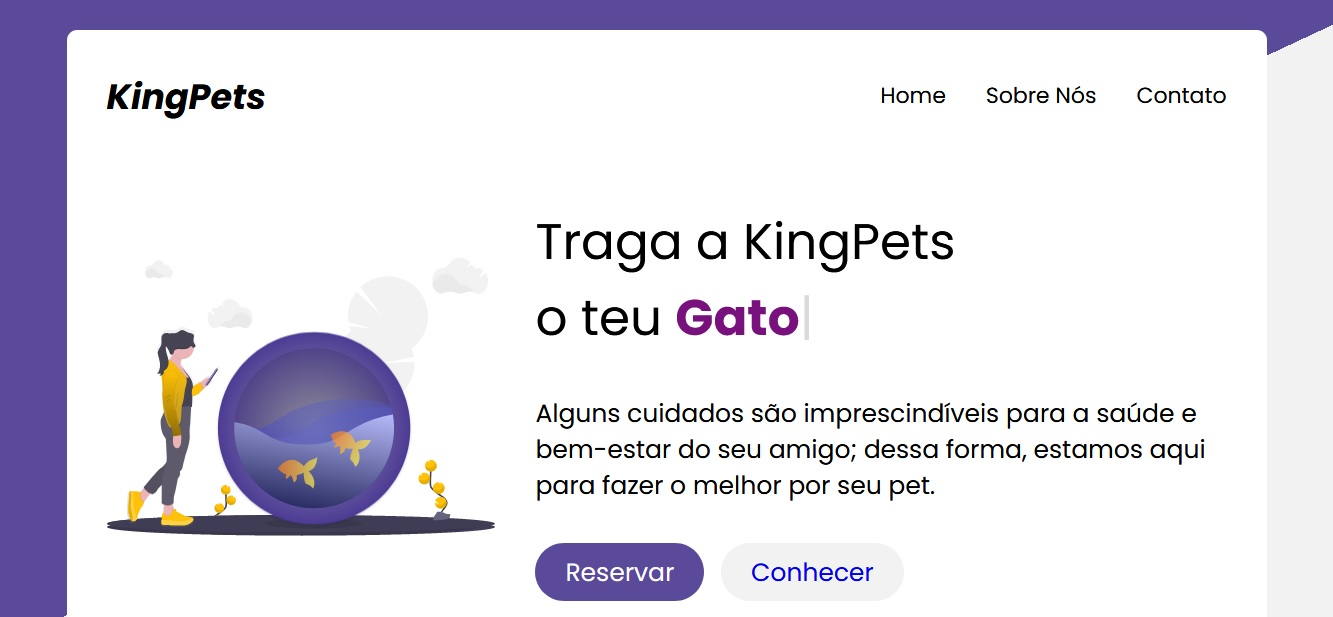 KingPets
Home Sobre Nós Contato
Traga a KingPets
o teu Gato
Alguns cuidados são imprescindíveis para a saúde e
bem-estar do seu amigo; dessa forma, estamos aqui
para fazer o melhor por seu pet.
Reservar Conhecer